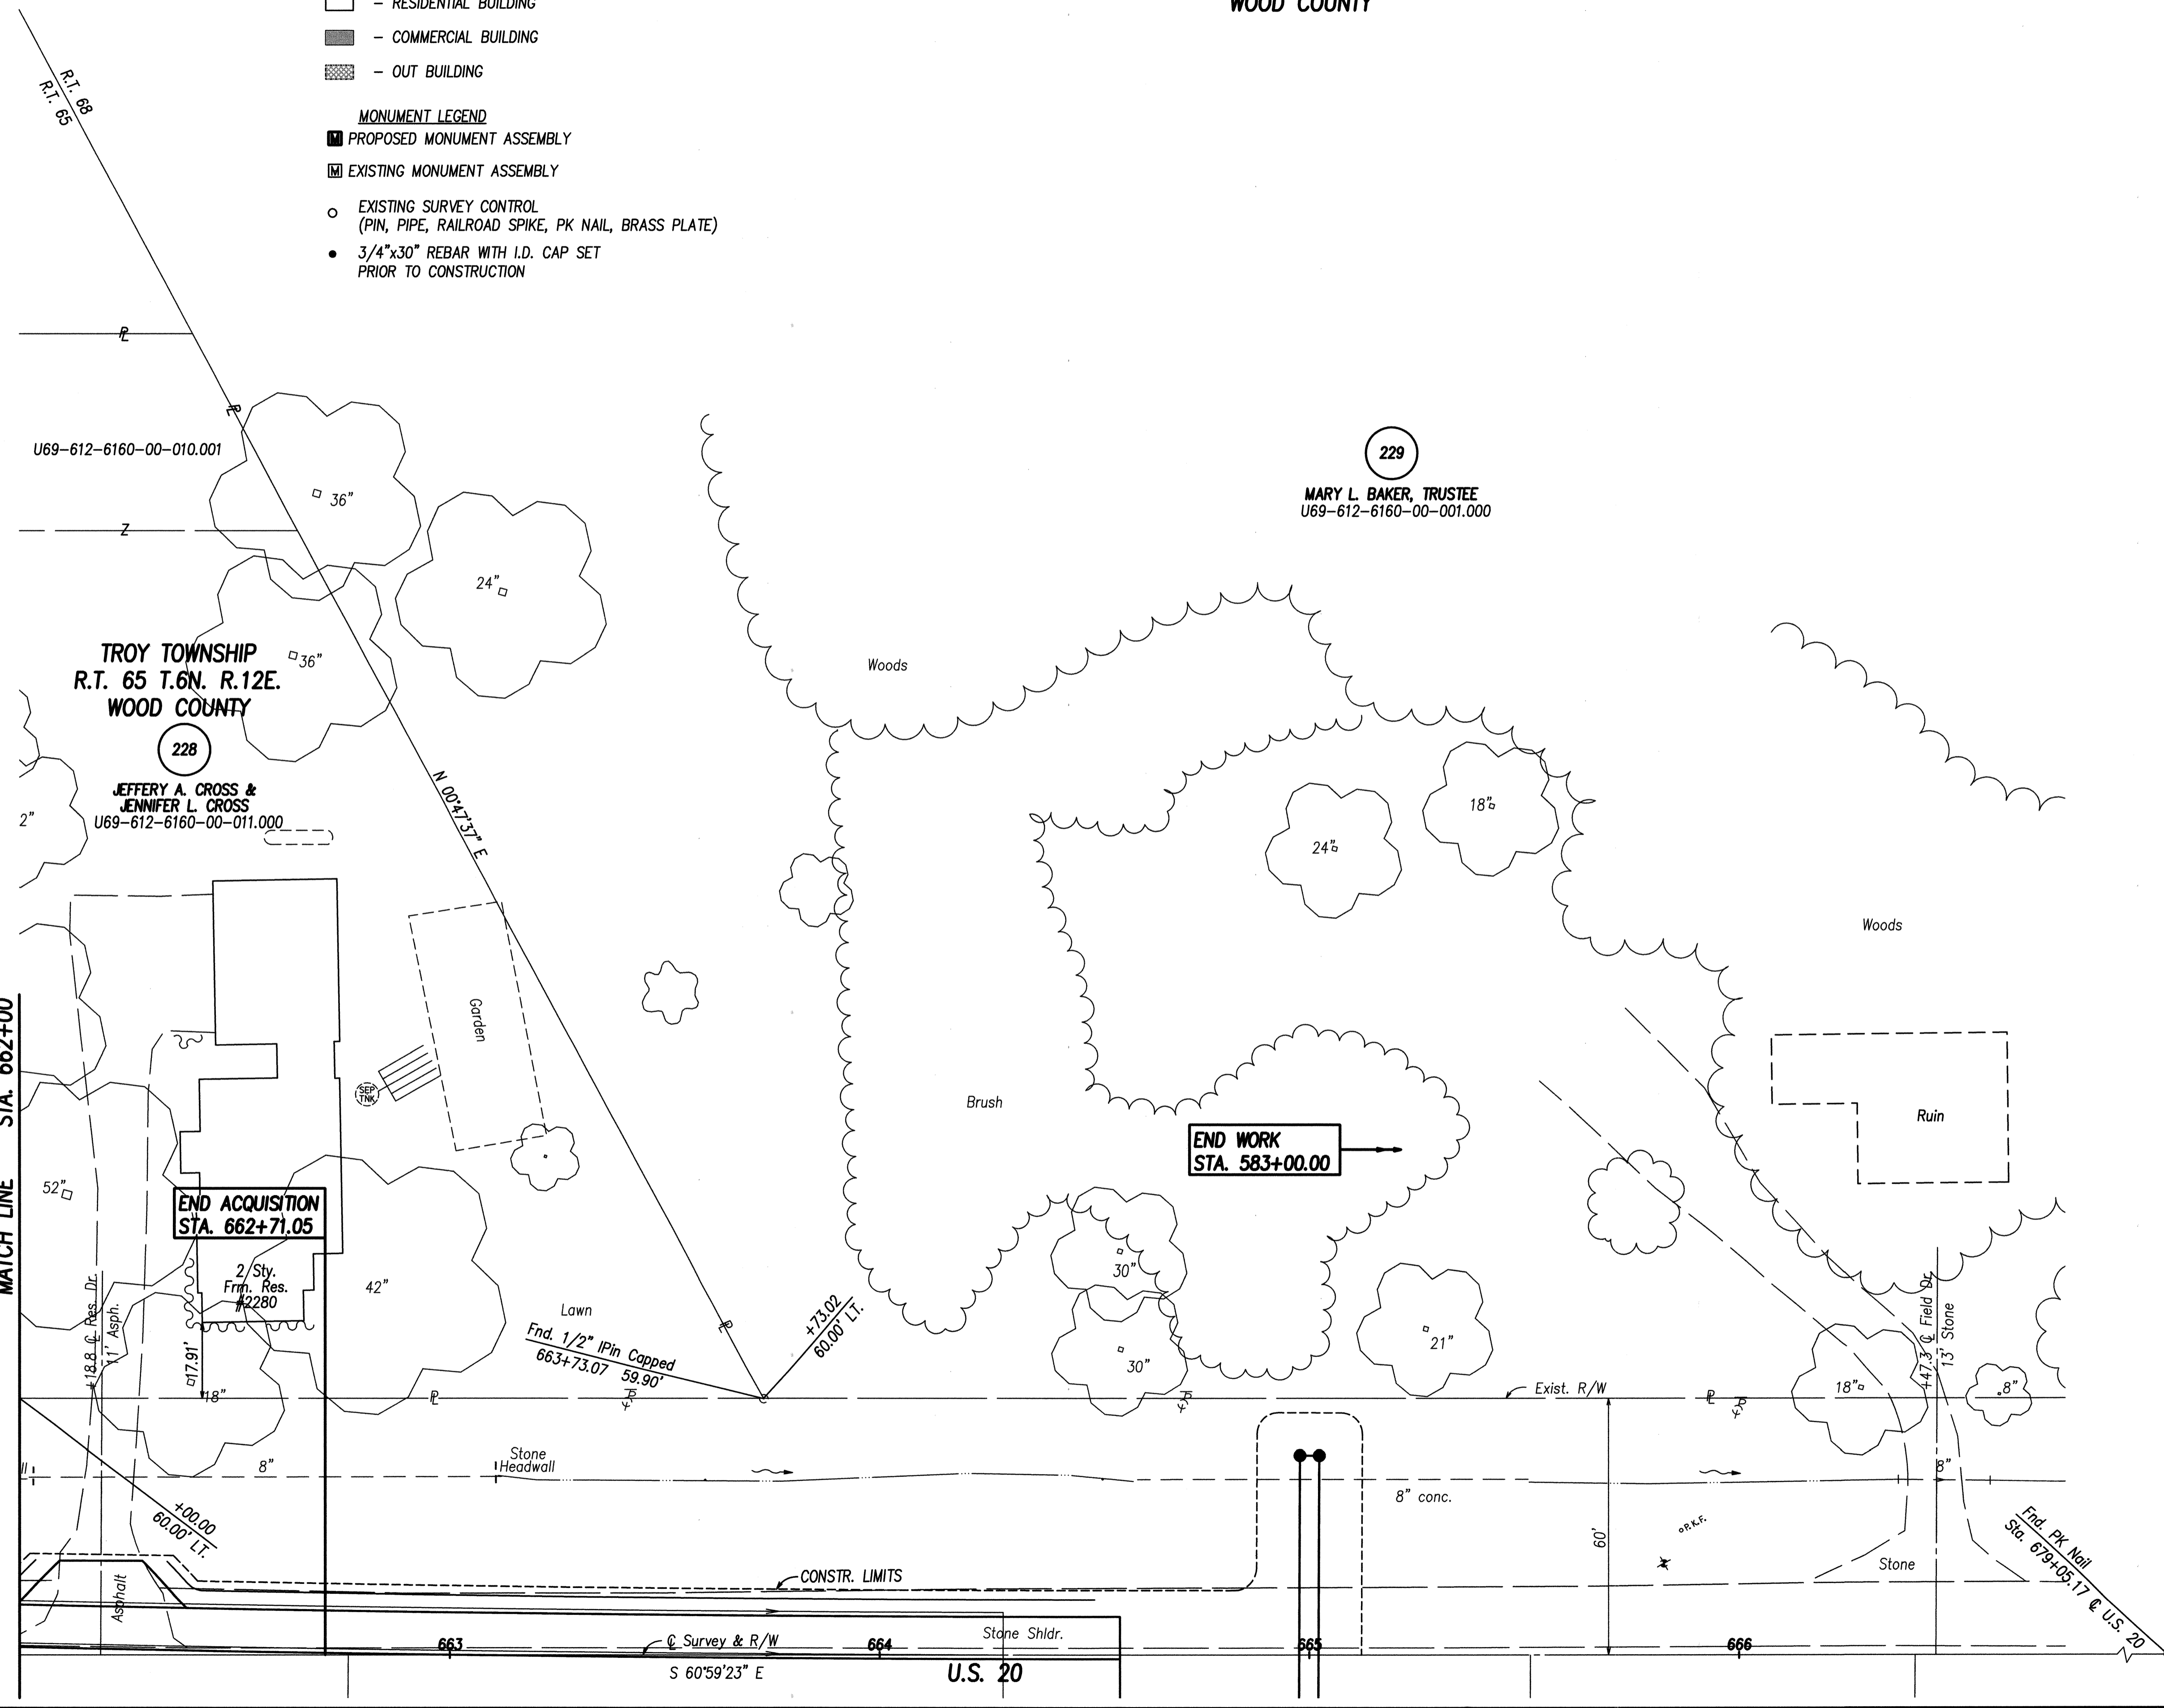 – RESIDENTIAL BUILDING
WOOD COUNTY
– COMMERCIAL BUILDING
– OUT BUILDING
R.T. 68
R.T. 65
MONUMENT LEGEND
M PROPOSED MONUMENT ASSEMBLY
M EXISTING MONUMENT ASSEMBLY
EXISTING SURVEY CONTROL
(PIN, PIPE, RAILROAD SPIKE, PK NAIL, BRASS PLATE)
3/4"x30" REBAR WITH I.D. CAP SET
PRIOR TO CONSTRUCTION
PL
PL
U69-612-6160-00-010.001
36"
229
MARY L. BAKER, TRUSTEE
U69-612-6160-00-001.000
Z
24"
36"
Woods
TROY TOWNSHIP
R.T. 65 T.6N. R.12E.
WOOD COUNTY
228
JEFFERY A. CROSS &
JENNIFER L. CROSS
U69-612-6160-00-011.000
2"
N 00°47'37" E
24"
18"
Woods
Garden
SEP
TNK
Brush
Ruin
MATCH LINE STA. 662+00
END WORK
STA. 583+00.00
52"
END ACQUISITION
STA. 662+71.05
2 Sty.
Frm. Res.
#2280
42"
30"
30"
21"
Lawn
Fnd. 1/2" IPin Capped
663+73.07 59.90'
PL
+73.02
60.00' LT.
+18.8 ℄ Res. Dr.
11' Asph.
17.91'
18"
PL
Exist. R/W
PL
18"
+47.3 ℄ Field Dr.
13' Stone
8"
8"
Stone
Headwall
8" conc.
8"
+00.00
60.00' LT.
60'
P.K.F.
Stone
Fnd. PK Nail
Sta. 679+05.17 ℄ U.S. 20
Asphalt
CONSTR. LIMITS
663
℄ Survey & R/W
664
Stone Shldr.
665
666
S 60°59'23" E
U.S. 20